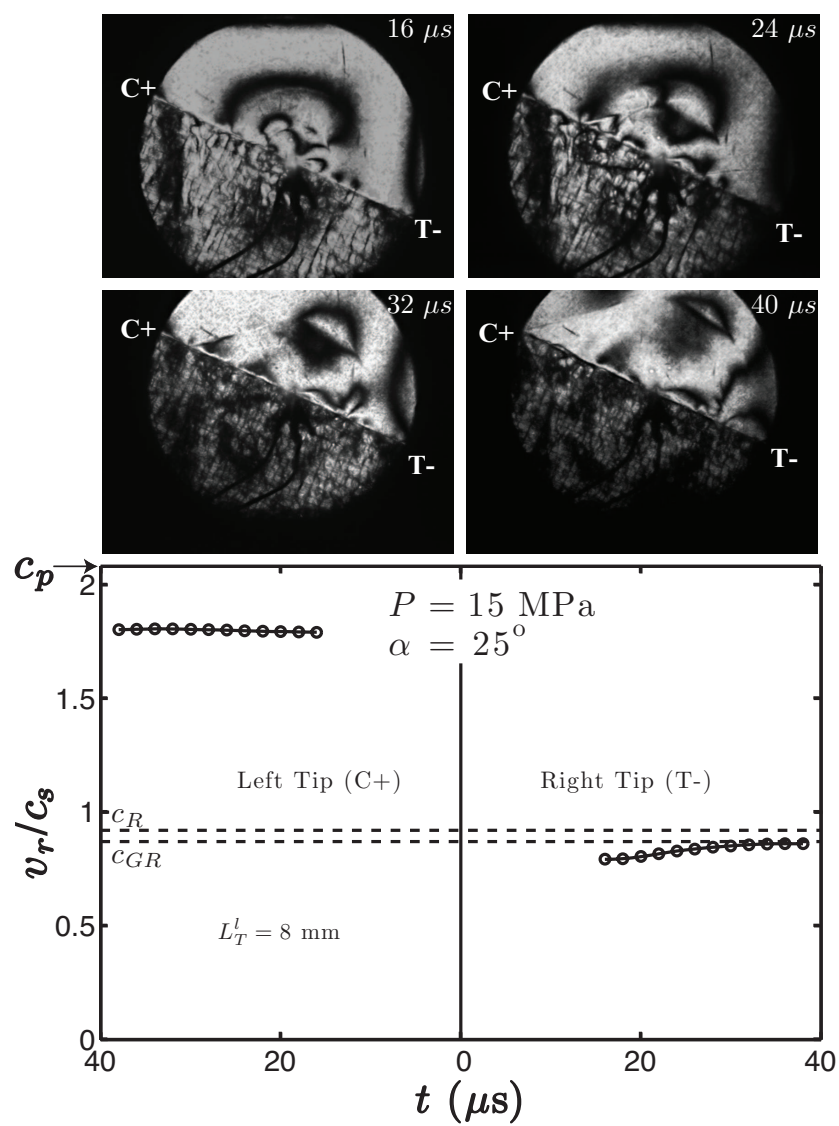 16 μs
24 μs
C+
T-
C+
T-
32 μs
40 μs
C+
T-
C+
T-
c_p
P = 15 MPa
α = 25°
2
1.5
1
0.5
0
v_r/c_s
Left Tip (C+)
Right Tip (T-)
c_R
c_GR
L_T^l = 8 mm
40
20
0
20
40
t (μs)